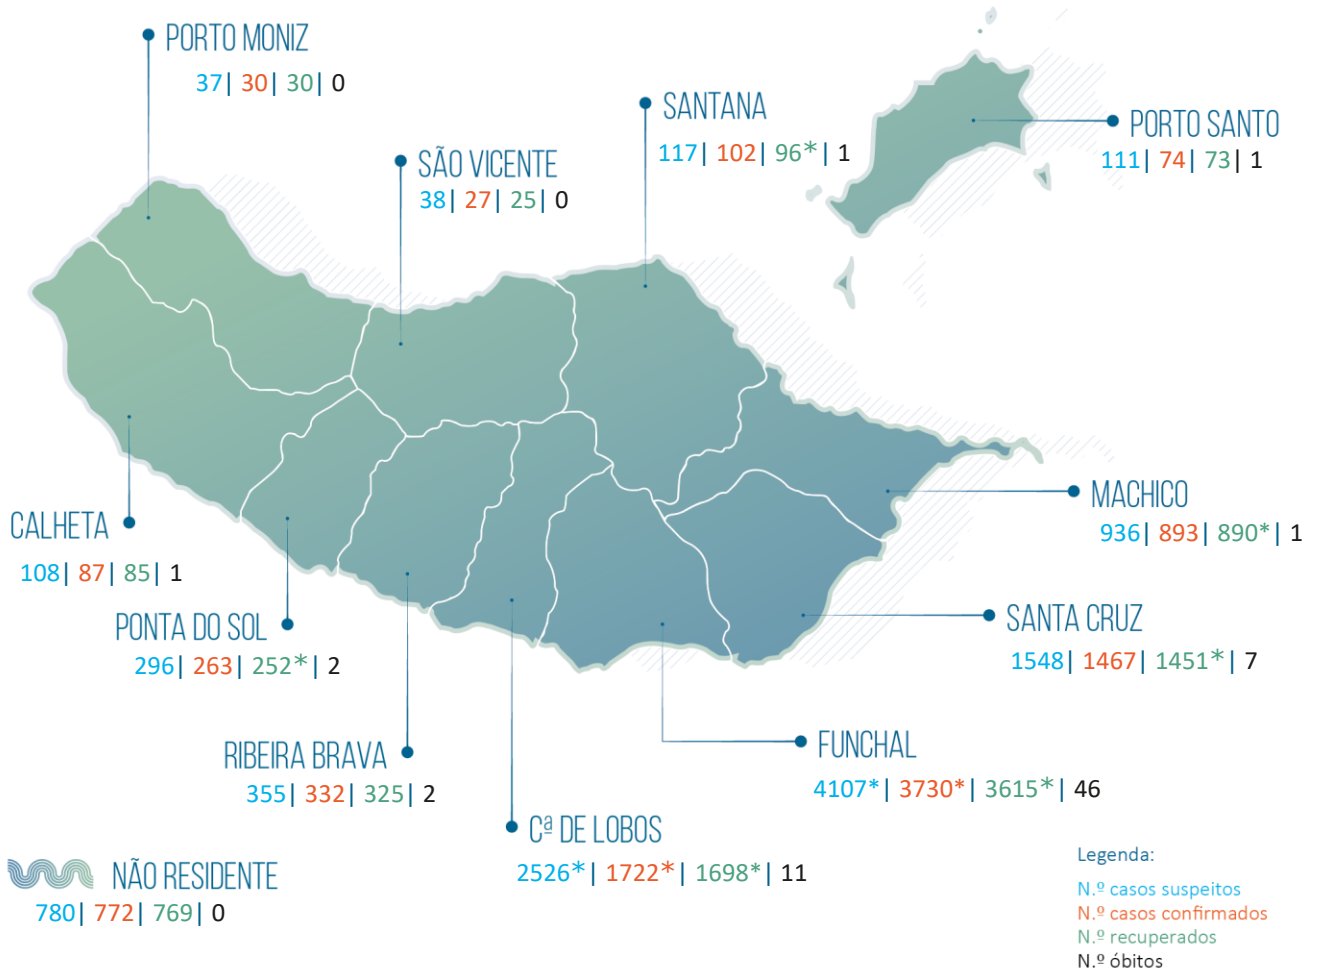 PORTO MONIZ
37| 30| 30| 0
SANTANA
117| 102| 96*| 1
PORTO SANTO
111| 74| 73| 1
SÃO VICENTE
38| 27| 25| 0
MACHICO
936| 893| 890*| 1
CALHETA
108| 87| 85| 1
PONTA DO SOL
296| 263| 252*| 2
SANTA CRUZ
1548| 1467| 1451*| 7
RIBEIRA BRAVA
355| 332| 325| 2
FUNCHAL
4107*| 3730*| 3615*| 46
Cª DE LOBOS
2526*| 1722*| 1698*| 11
NÃO RESIDENTE
780| 772| 769| 0
Legenda:
N.º casos suspeitos
N.º casos confirmados
N.º recuperados
N.º óbitos